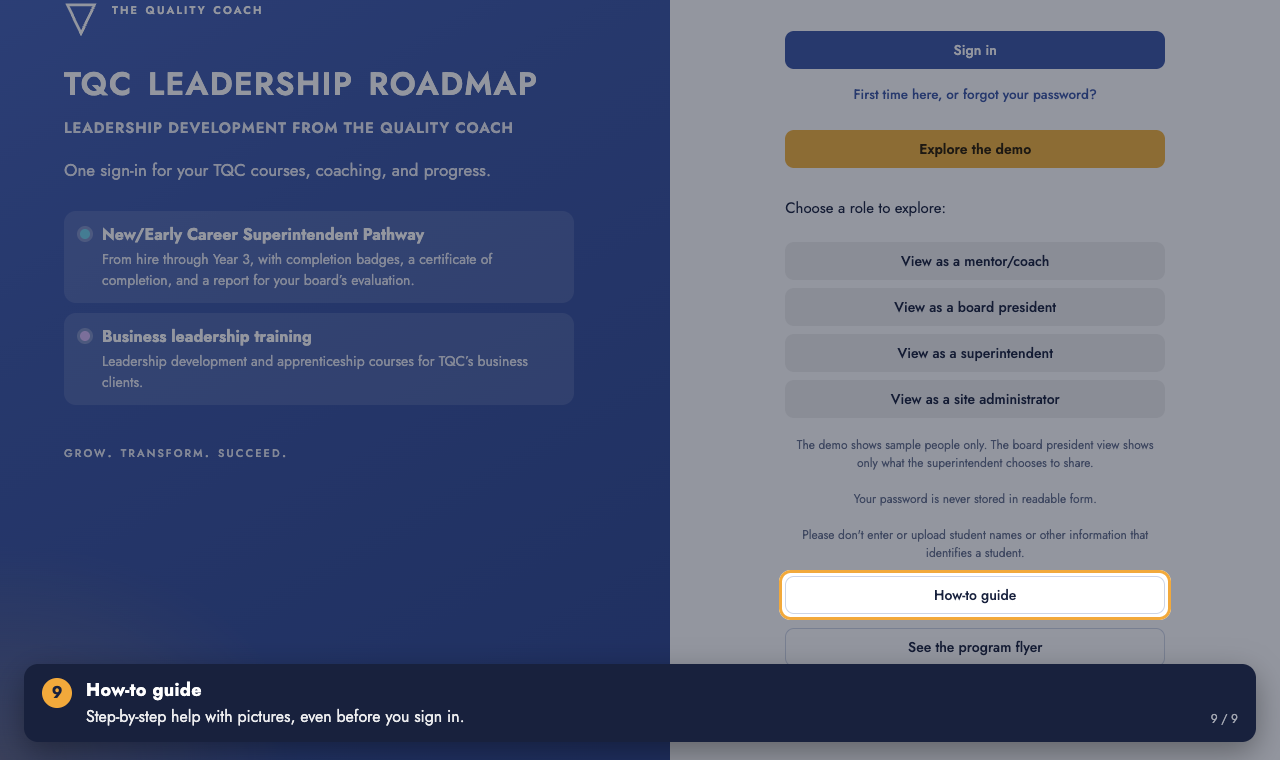 THE QUALITY COACH
TQC LEADERSHIP ROADMAP
LEADERSHIP DEVELOPMENT FROM THE QUALITY COACH
One sign-in for your TQC courses, coaching, and progress.
New/Early Career Superintendent Pathway
From hire through Year 3, with completion badges, a certificate of
completion, and a report for your board's evaluation.
Business leadership training
Leadership development and apprenticeship courses for TQC's business
clients.
GROW. TRANSFORM. SUCCEED.
Sign in
First time here, or forgot your password?
Explore the demo
Choose a role to explore:
View as a mentor/coach
View as a board president
View as a superintendent
View as a site administrator
The demo shows sample people only. The board president view shows
only what the superintendent chooses to share.
Your password is never stored in readable form.
Please don't enter or upload student names or other information that
identifies a student.
How-to guide
See the program flyer
9
How-to guide
Step-by-step help with pictures, even before you sign in.
9 / 9